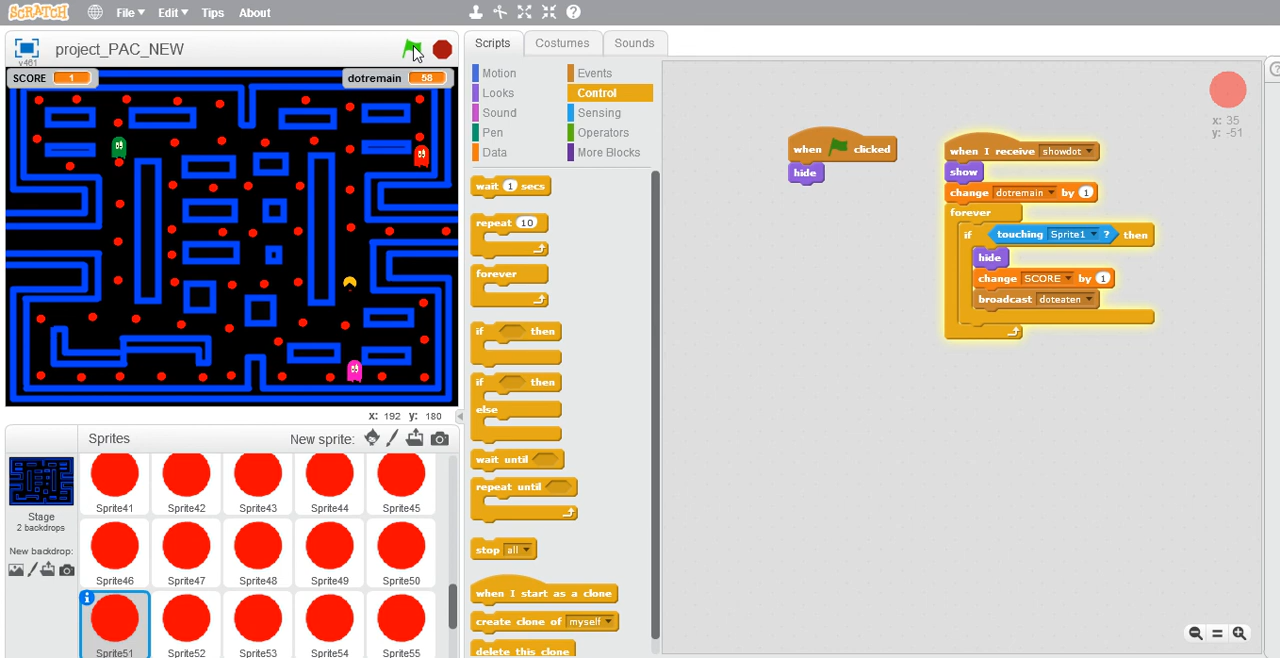 SCRATCH File Edit Tips About
v461 project_PAC_NEW
SCORE 1 dotremain 58
x: 192 y: 180
Sprites New sprite:
Stage
2 backdrops
New backdrop:
Sprite41 Sprite42 Sprite43 Sprite44 Sprite45
Sprite46 Sprite47 Sprite48 Sprite49 Sprite50
Sprite51 Sprite52 Sprite53 Sprite54 Sprite55
Scripts Costumes Sounds
Motion Events
Looks Control
Sound Sensing
Pen Operators
Data More Blocks
wait 1 secs
repeat 10
forever
if then
if then
else
wait until
repeat until
stop all
when I start as a clone
create clone of myself
delete this clone
when clicked
hide
when I receive showdot
show
change dotremain by 1
forever
if touching Sprite1 ? then
hide
change SCORE by 1
broadcast doteaten
x: 35
y: -51